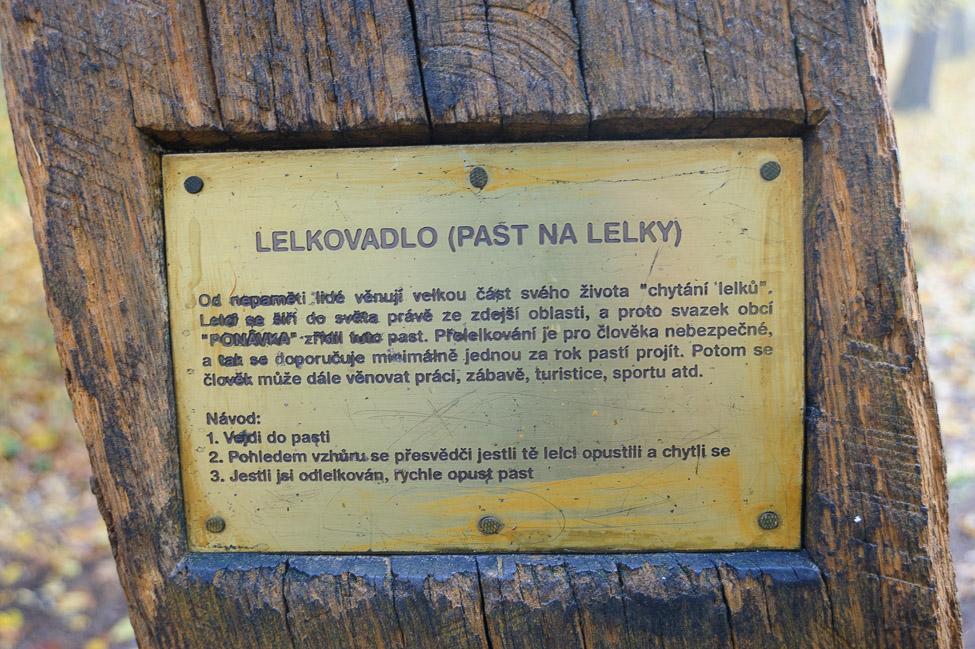 LELKOVADLO (PAST NA LELKY)
Od nepaměti lidé věnují velkou část svého života "chytání lelků".
Lelci se šíří do světa právě ze zdejší oblasti, a proto svazek obcí
"PONÁVKA" zřídil tuto past. Přelelkování je pro člověka nebezpečné,
a tak se doporučuje minimálně jednou za rok pastí projít. Potom se
člověk může dále věnovat práci, zábavě, turistice, sportu atd.
Návod:
1. Vejdi do pasti
2. Pohledem vzhůru se přesvědči jestli tě lelci opustili a chytli se
3. Jestli jsi odlelkován, rychle opusť past